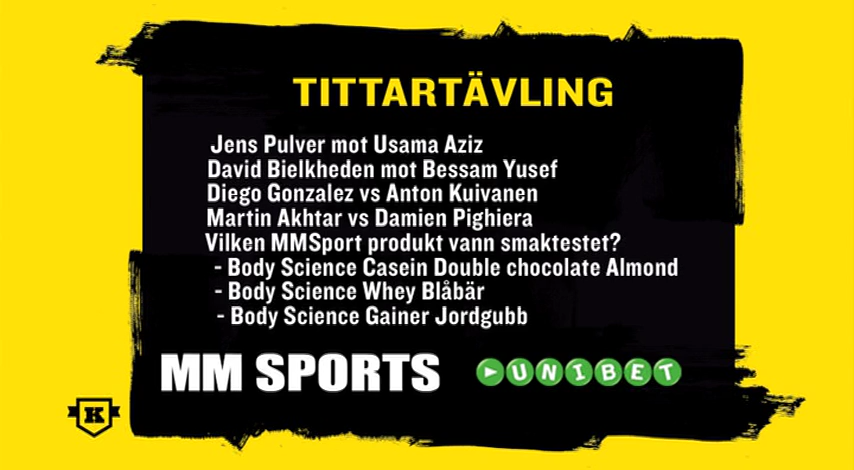 TITTARTÄVLING
Jens Pulver mot Usama Aziz
David Bielkheden mot Bessam Yusef
Diego Gonzalez vs Anton Kuivanen
Martin Akhtar vs Damien Pighiera
Vilken MMSport produkt vann smaktestet?
- Body Science Casein Double chocolate Almond
- Body Science Whey Blåbär
- Body Science Gainer Jordgubb
MM SPORTS UNIBET
K